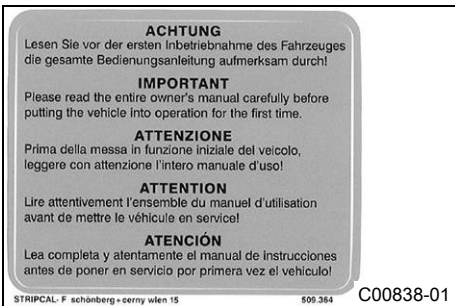 ACHTUNG
Lesen Sie vor der ersten Inbetriebnahme des Fahrzeuges
die gesamte Bedienungsanleitung aufmerksam durch!
IMPORTANT
Please read the entire owner's manual carefully before
putting the vehicle into operation for the first time.
ATTENZIONE
Prima della messa in funzione iniziale del veicolo,
leggere con attenzione l'intero manuale d'uso!
ATTENTION
Lire attentivement l'ensemble du manuel d'utilisation
avant de mettre le véhicule en service!
ATENCIÓN
Lea completa y atentamente el manual de instrucciones
antes de poner en servicio por primera vez el vehiculo!
STRIPCAL- F schönberg+cerny wien 15 509.364
C00838-01